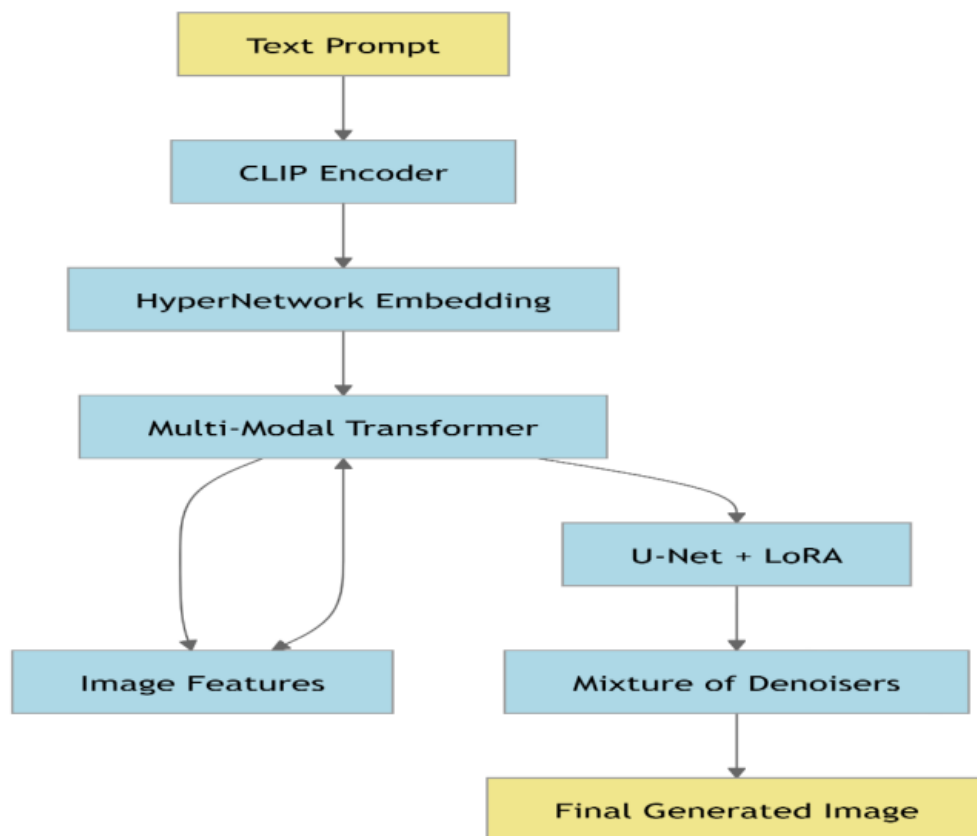 Text Prompt
CLIP Encoder
HyperNetwork Embedding
Multi-Modal Transformer
U-Net + LoRA
Image Features
Mixture of Denoisers
Final Generated Image